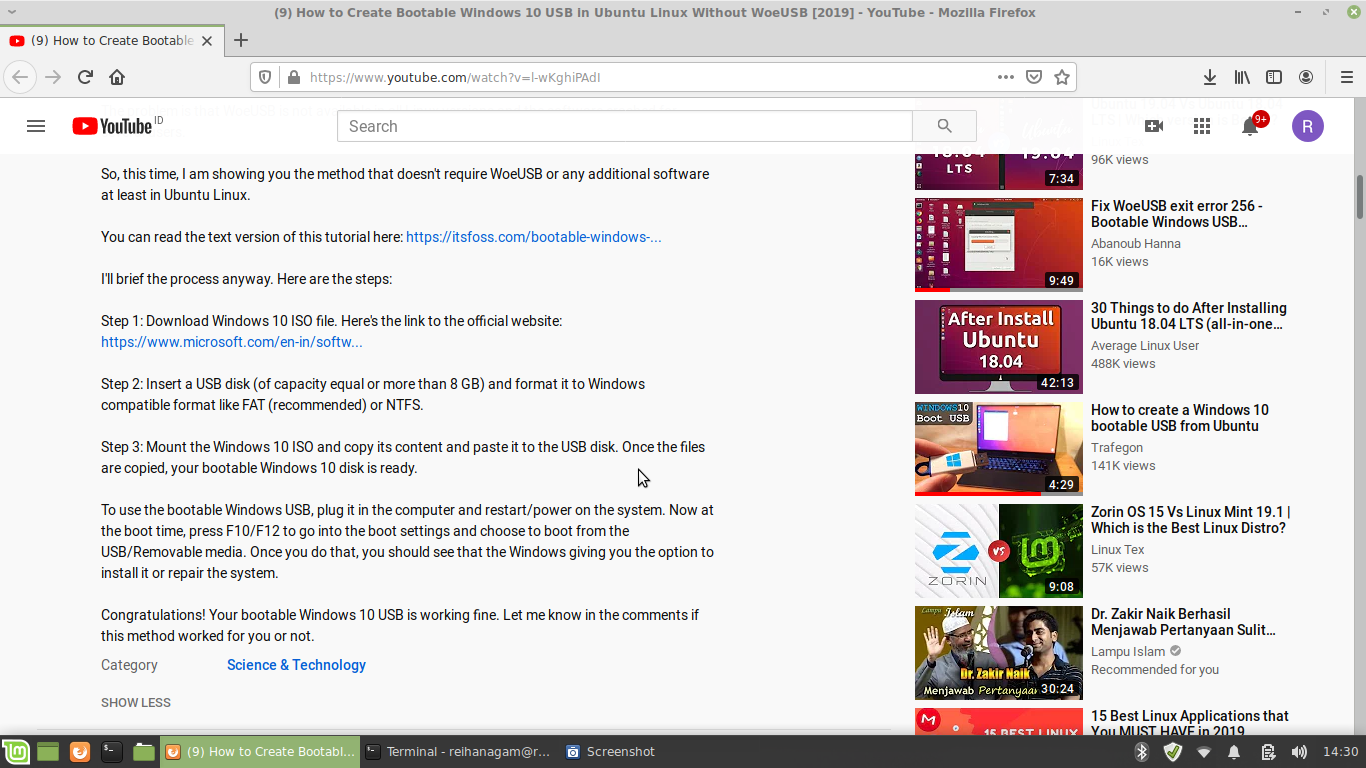 (9) How to Create Bootable Windows 10 USB in Ubuntu Linux Without WoeUSB [2019] - YouTube - Mozilla Firefox
(9) How to Create Bootable
https://www.youtube.com/watch?v=l-wKghiPAdI
YouTube ID
Search
9+
R
So, this time, I am showing you the method that doesn't require WoeUSB or any additional software
at least in Ubuntu Linux.
You can read the text version of this tutorial here: https://itsfoss.com/bootable-windows-...
I'll brief the process anyway. Here are the steps:
Step 1: Download Windows 10 ISO file. Here's the link to the official website:
https://www.microsoft.com/en-in/softw...
Step 2: Insert a USB disk (of capacity equal or more than 8 GB) and format it to Windows
compatible format like FAT (recommended) or NTFS.
Step 3: Mount the Windows 10 ISO and copy its content and paste it to the USB disk. Once the files
are copied, your bootable Windows 10 disk is ready.
To use the bootable Windows USB, plug it in the computer and restart/power on the system. Now at
the boot time, press F10/F12 to go into the boot settings and choose to boot from the
USB/Removable media. Once you do that, you should see that the Windows giving you the option to
install it or repair the system.
Congratulations! Your bootable Windows 10 USB is working fine. Let me know in the comments if
this method worked for you or not.
Category Science & Technology
SHOW LESS
LTS
7:34
96K views
9:49
Fix WoeUSB exit error 256 -
Bootable Windows USB...
Abanoub Hanna
16K views
After Install
Ubuntu
18.04
42:13
30 Things to do After Installing
Ubuntu 18.04 LTS (all-in-one...
Average Linux User
488K views
WINDOWS10
Boot USB
4:29
How to create a Windows 10
bootable USB from Ubuntu
Trafegon
141K views
ZORIN
VS
9:08
Zorin OS 15 Vs Linux Mint 19.1 |
Which is the Best Linux Distro?
Linux Tex
57K views
Lampu Islam
Dr. Zakir Naik
Menjawab Pertanyaan
30:24
Dr. Zakir Naik Berhasil
Menjawab Pertanyaan Sulit...
Lampu Islam
Recommended for you
15 BEST LINUX
15 Best Linux Applications that
You MUST HAVE in 2019
(9) How to Create Bootabl...
Terminal - reihanagam@r...
Screenshot
14:30